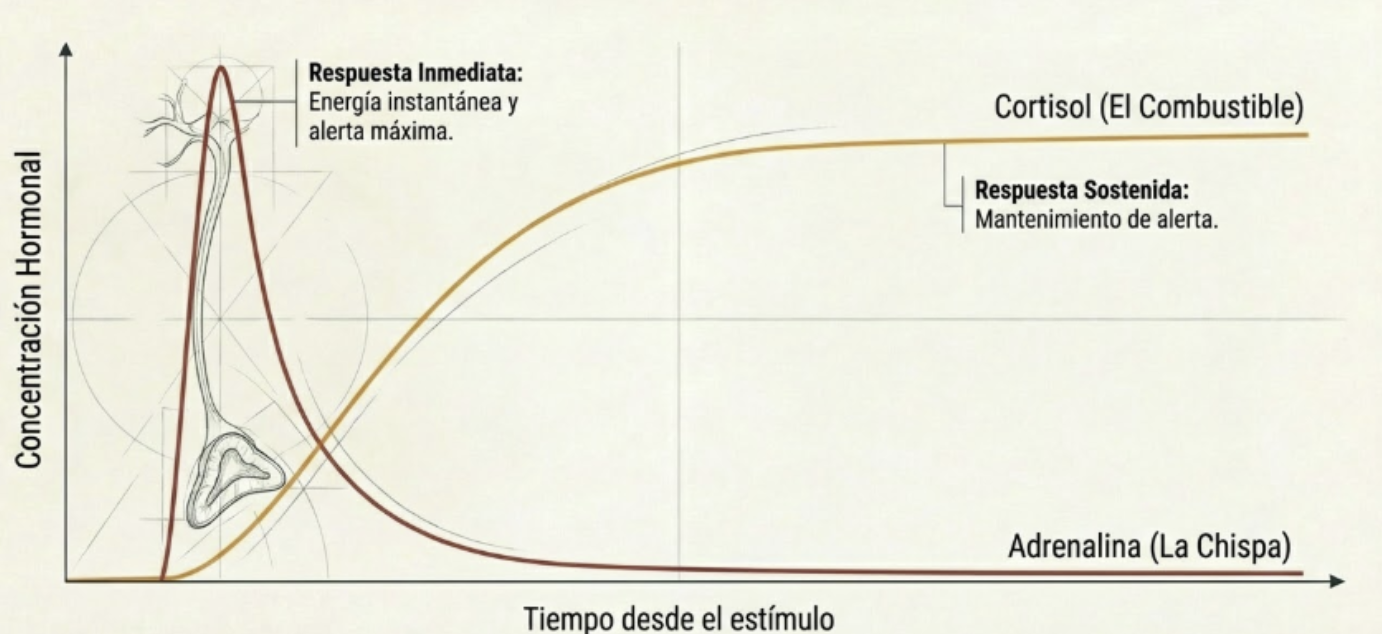 Respuesta Inmediata:
Energía instantánea y
alerta máxima.
Cortisol (El Combustible)
Respuesta Sostenida:
Mantenimiento de alerta.
Concentración Hormonal
Adrenalina (La Chispa)
Tiempo desde el estímulo